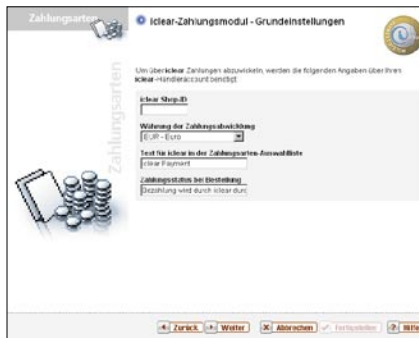 Zahlungsarten
iclear-Zahlungsmodul - Grundeinstellungen
Zahlungsarten
Um über iclear Zahlungen abzuwickeln, werden die folgenden Angaben über Ihren
iclear-Händleraccount benötigt
iclear Shop-ID
Währung der Zahlungsabwicklung
EUR - Euro
Text für iclear in der Zahlungsarten-Auswahlliste
iclear Payment
Zahlungsstatus bei Bestellung
Bezahlung wird durch iclear durc
Zurück Weiter Abbrechen Fertigstellen Hilfe